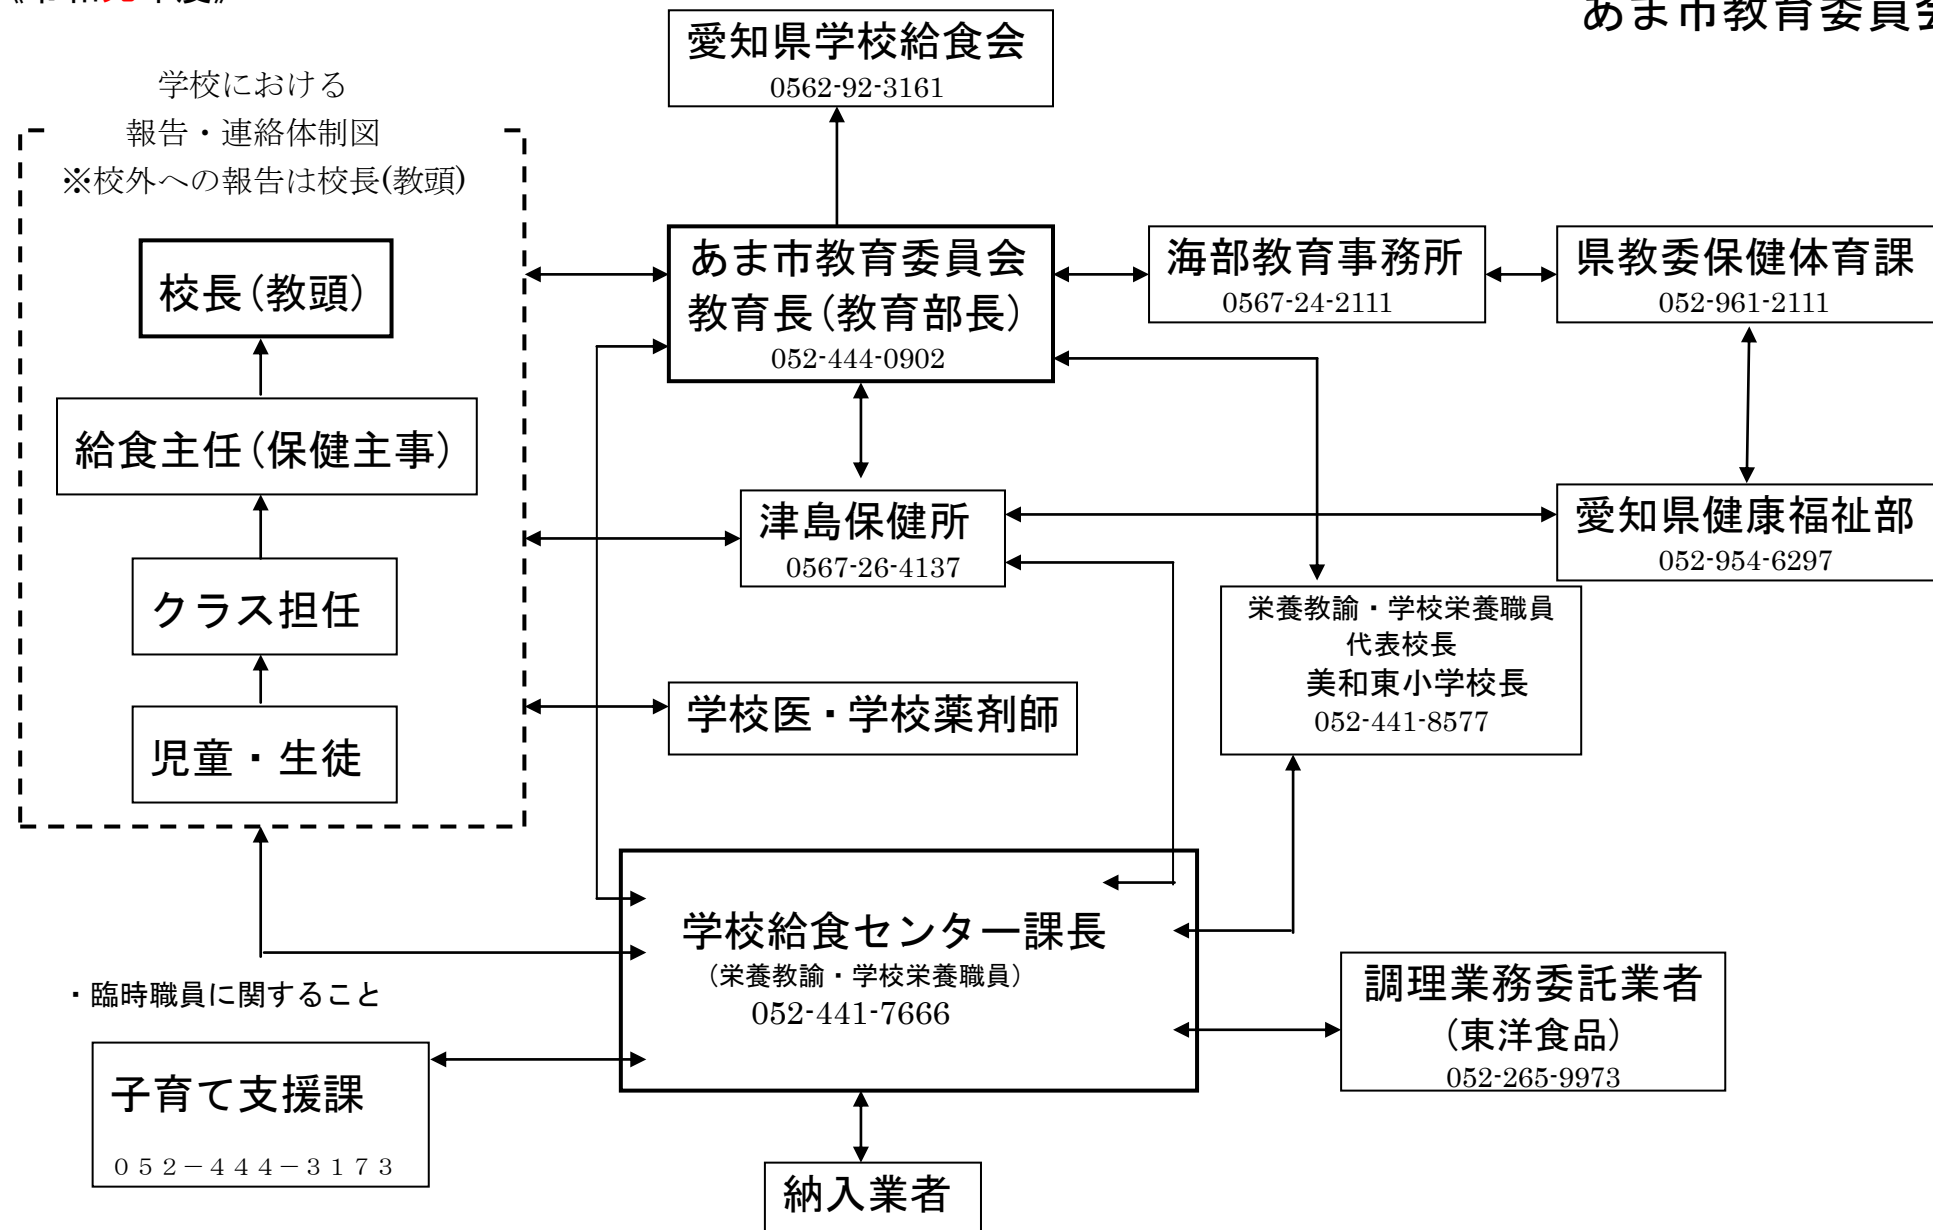 あま市教育委員会
愛知県学校給食会
0562-92-3161
学校における
報告・連絡体制図
※校外への報告は校長(教頭)
校長(教頭)
給食主任(保健主事)
クラス担任
児童・生徒
あま市教育委員会
教育長(教育部長)
052-444-0902
海部教育事務所
0567-24-2111
県教委保健体育課
052-961-2111
津島保健所
0567-26-4137
愛知県健康福祉部
052-954-6297
栄養教諭・学校栄養職員
代表校長
美和東小学校長
052-441-8577
学校医・学校薬剤師
学校給食センター課長
(栄養教諭・学校栄養職員)
052-441-7666
・臨時職員に関すること
子育て支援課
０５２－４４４－３１７３
調理業務委託業者
(東洋食品)
052-265-9973
納入業者